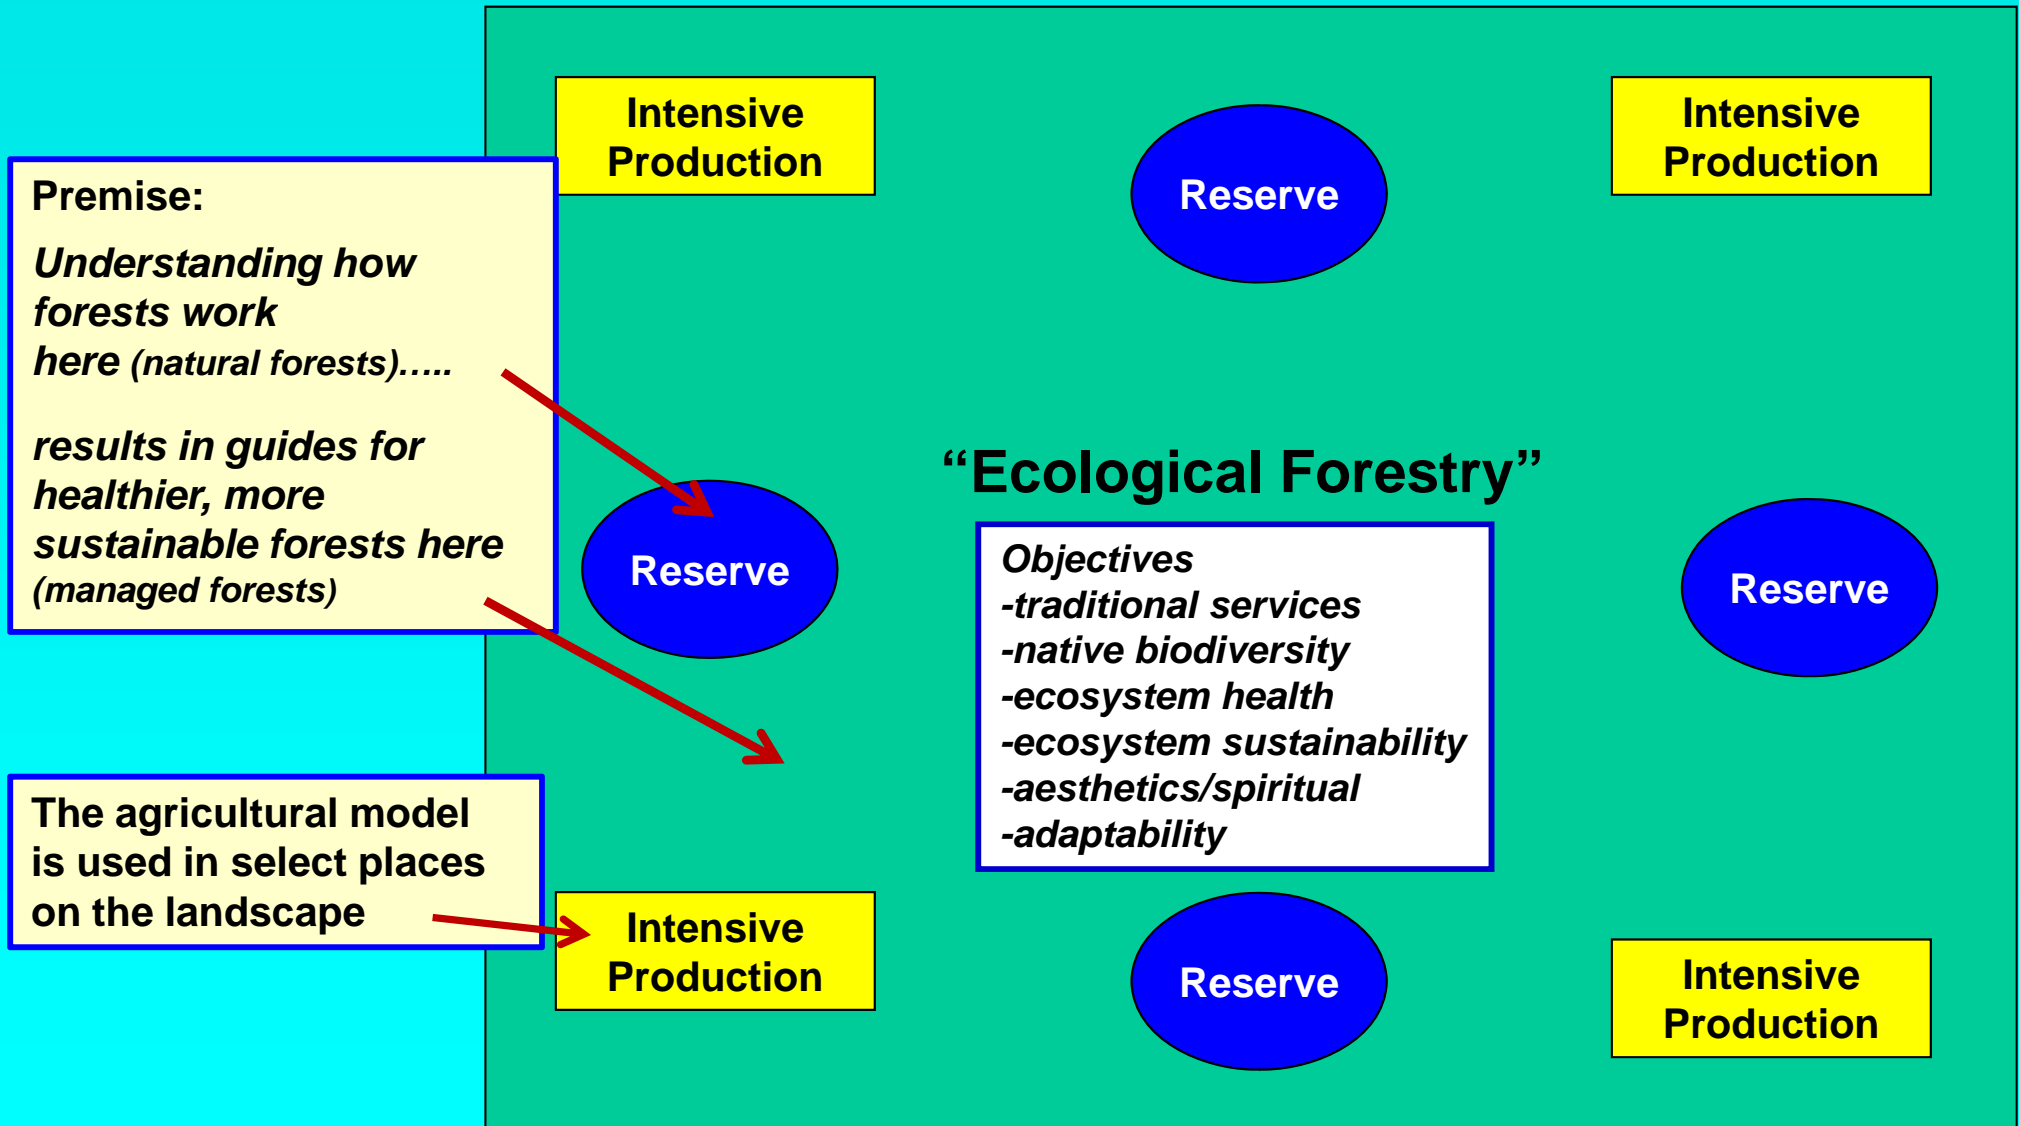 Intensive
Production
Reserve
Intensive
Production
Premise:
Understanding how
forests work
here (natural forests)…..
results in guides for
healthier, more
sustainable forests here
(managed forests)
Reserve
“Ecological Forestry”
Objectives
-traditional services
-native biodiversity
-ecosystem health
-ecosystem sustainability
-aesthetics/spiritual
-adaptability
Reserve
The agricultural model
is used in select places
on the landscape
Intensive
Production
Reserve
Intensive
Production